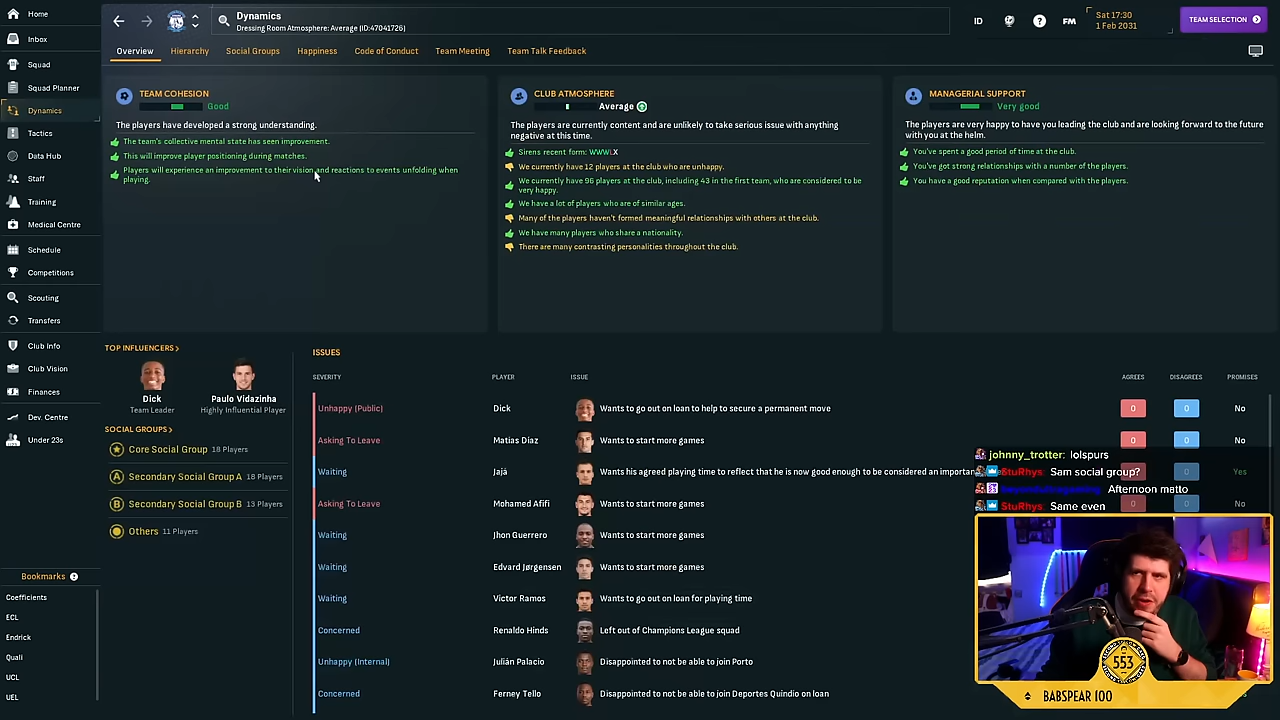 Home
Inbox
Squad
Squad Planner
Dynamics
Tactics
Data Hub
Staff
Training
Medical Centre
Schedule
Competitions
Scouting
Transfers
Club Info
Club Vision
Finances
Dev. Centre
Under 23s
Bookmarks
Coefficients
ECL
Endrick
Quali
UCL
UEL
Dynamics
Dressing Room Atmosphere: Average (ID:47041726)
ID
FM
Sat 17:30
1 Feb 2031
TEAM SELECTION
Overview Hierarchy Social Groups Happiness Code of Conduct Team Meeting Team Talk Feedback
TEAM COHESION
Good
The players have developed a strong understanding.
The team's collective mental state has seen improvement.
This will improve player positioning during matches.
Players will experience an improvement to their vision and reactions to events unfolding when
playing.
CLUB ATMOSPHERE
Average
The players are currently content and are unlikely to take serious issue with anything
negative at this time.
Sirens recent form: WWW.X
We currently have 12 players at the club who are unhappy.
We currently have 96 players at the club, including 43 in the first team, who are considered to be
very happy.
We have a lot of players who are of similar ages.
Many of the players haven't formed meaningful relationships with others at the club.
We have many players who share a nationality.
There are many contrasting personalities throughout the club.
MANAGERIAL SUPPORT
Very good
The players are very happy to have you leading the club and are looking forward to the future
with you at the helm.
You've spent a good period of time at the club.
You've got strong relationships with a number of the players.
You have a good reputation when compared with the players.
TOP INFLUENCERS >
Dick
Team Leader
Paulo Vidazinha
Highly Influential Player
SOCIAL GROUPS >
Core Social Group 18 Players
A Secondary Social Group A 18 Players
B Secondary Social Group B 13 Players
Others 11 Players
ISSUES
SEVERITY PLAYER ISSUE AGREES DISAGREES PROMISES
Unhappy (Public) Dick Wants to go out on loan to help to secure a permanent move 0 0 No
Asking To Leave Matías Díaz Wants to start more games 0 0 No
Waiting Jajá Wants his agreed playing time to reflect that he is now good enough to be considered an importan 0 Yes
Asking To Leave Mohamed Afifi Wants to start more games 0 0 No
Waiting Jhon Guerrero Wants to start more games
Waiting Edvard Jørgensen Wants to start more games
Waiting Victor Ramos Wants to go out on loan for playing time
Concerned Renaldo Hinds Left out of Champions League squad
Unhappy (Internal) Julián Palacio Disappointed to not be able to join Porto
Concerned Ferney Tello Disappointed to not be able to join Deportes Quindío on loan
johnny_trotter: lolspurs
StuRhys: Sam social group?
Afternoon matto
StuRhys: Same even
553
BABSPEAR 100